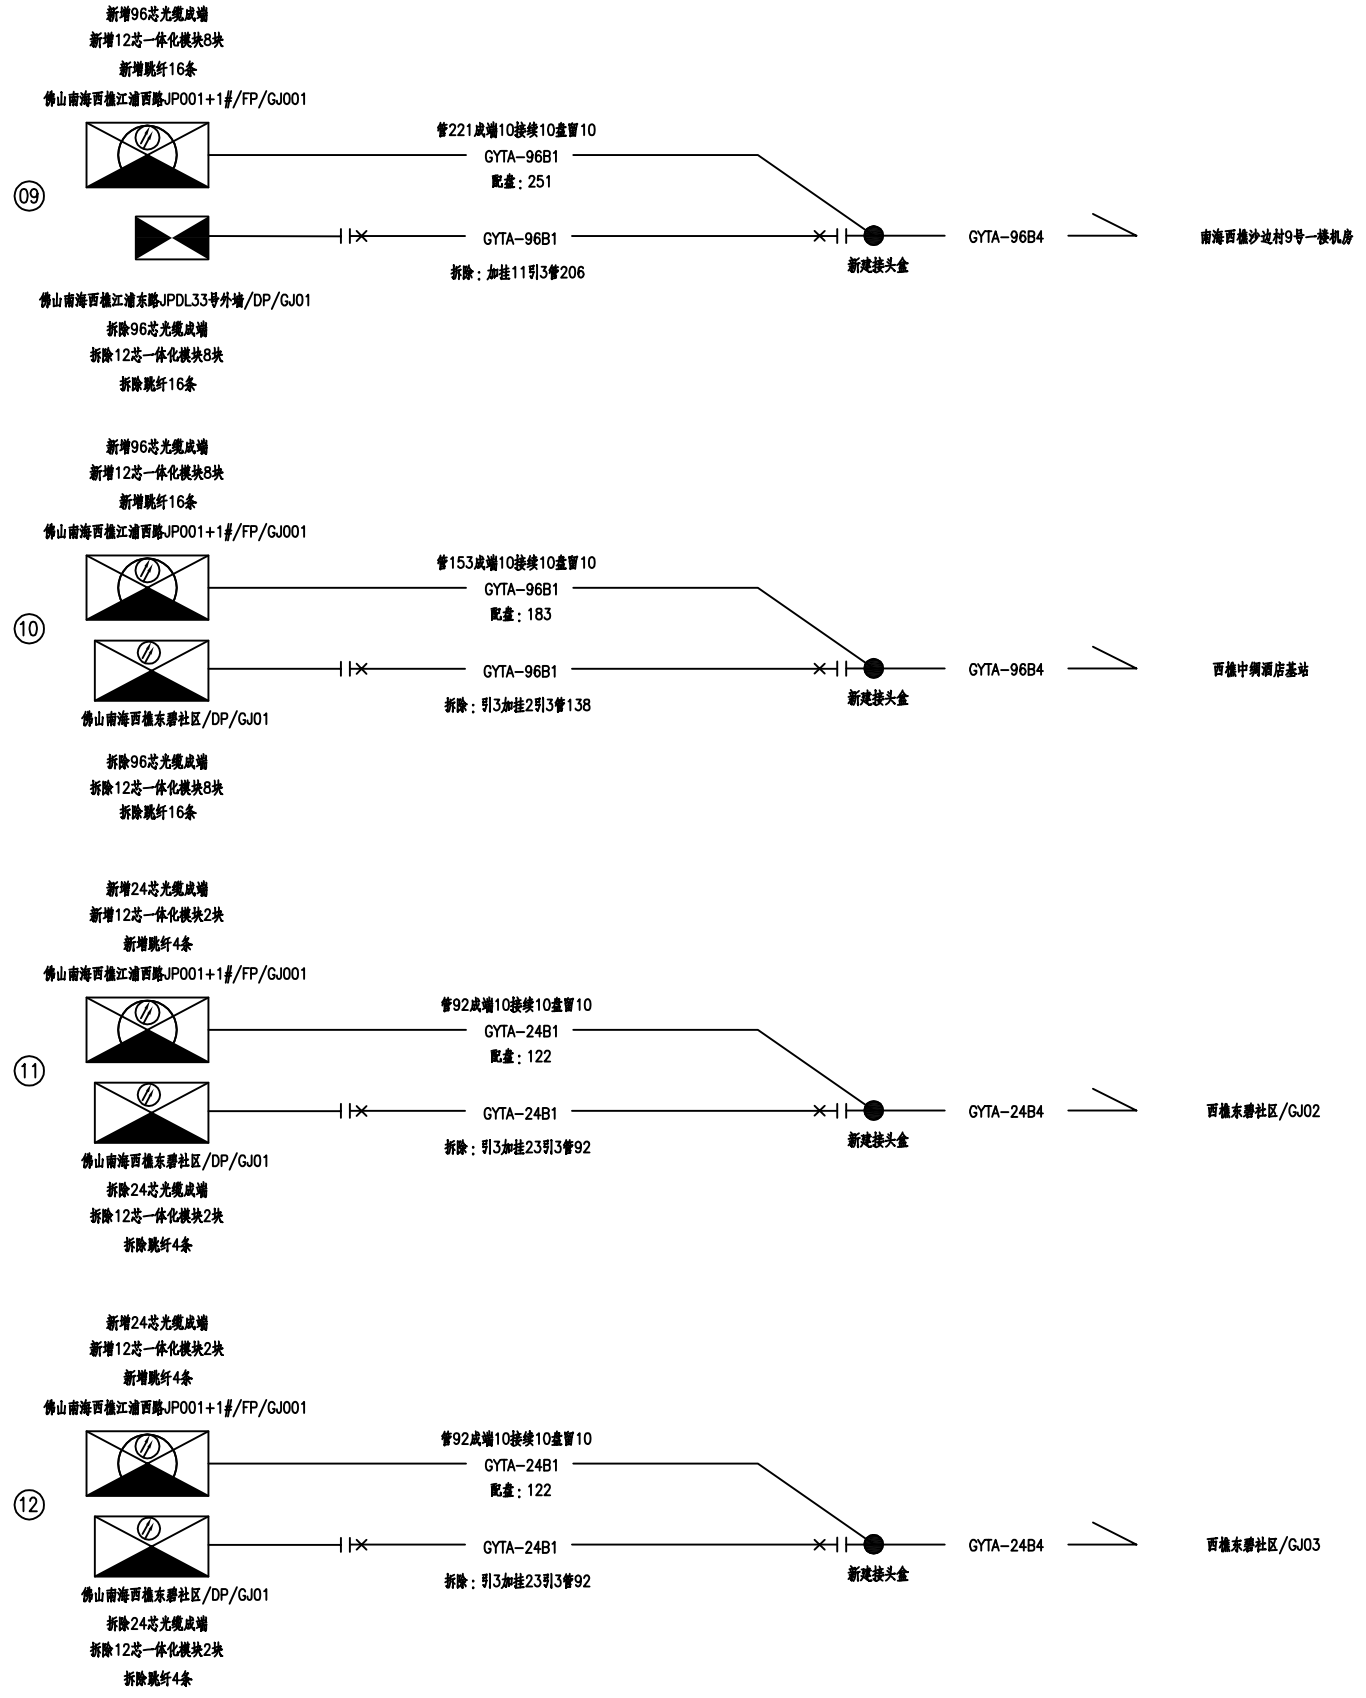 新增96芯光缆成端
新增12芯一体化模块8块
新增跳纤16条
佛山南海西樵江浦西路JP001+1#/FP/GJ001
管221成端10接续10盘留10
GYTA-96B1
配盘：251
09
GYTA-96B1
GYTA-96B4
南海西樵沙边村9号一楼机房
新建接头盒
拆除：加挂11引3管206
佛山南海西樵江浦东路JPDL33号外墙/DP/GJ01
拆除96芯光缆成端
拆除12芯一体化模块8块
拆除跳纤16条
新增96芯光缆成端
新增12芯一体化模块8块
新增跳纤16条
佛山南海西樵江浦西路JP001+1#/FP/GJ001
管153成端10接续10盘留10
GYTA-96B1
配盘：183
10
GYTA-96B1
GYTA-96B4
西樵中绸酒店基站
新建接头盒
拆除：引3加挂2引3管138
佛山南海西樵东碧社区/DP/GJ01
拆除96芯光缆成端
拆除12芯一体化模块8块
拆除跳纤16条
新增24芯光缆成端
新增12芯一体化模块2块
新增跳纤4条
佛山南海西樵江浦西路JP001+1#/FP/GJ001
管92成端10接续10盘留10
GYTA-24B1
配盘：122
11
GYTA-24B1
GYTA-24B4
西樵东碧社区/GJ02
新建接头盒
拆除：引3加挂23引3管92
佛山南海西樵东碧社区/DP/GJ01
拆除24芯光缆成端
拆除12芯一体化模块2块
拆除跳纤4条
新增24芯光缆成端
新增12芯一体化模块2块
新增跳纤4条
佛山南海西樵江浦西路JP001+1#/FP/GJ001
管92成端10接续10盘留10
GYTA-24B1
配盘：122
12
GYTA-24B1
GYTA-24B4
西樵东碧社区/GJ03
新建接头盒
拆除：引3加挂23引3管92
佛山南海西樵东碧社区/DP/GJ01
拆除24芯光缆成端
拆除12芯一体化模块2块
拆除跳纤4条